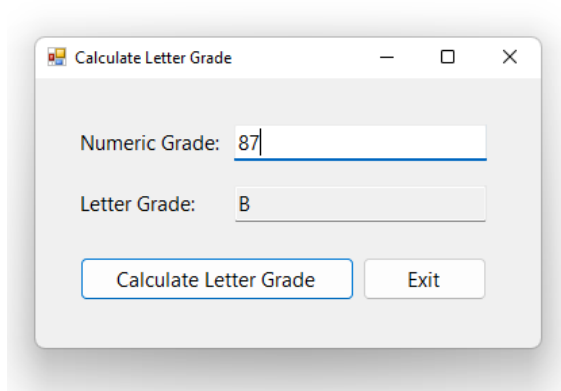 Calculate Letter Grade
Numeric Grade: 87
Letter Grade: B
Calculate Letter Grade Exit